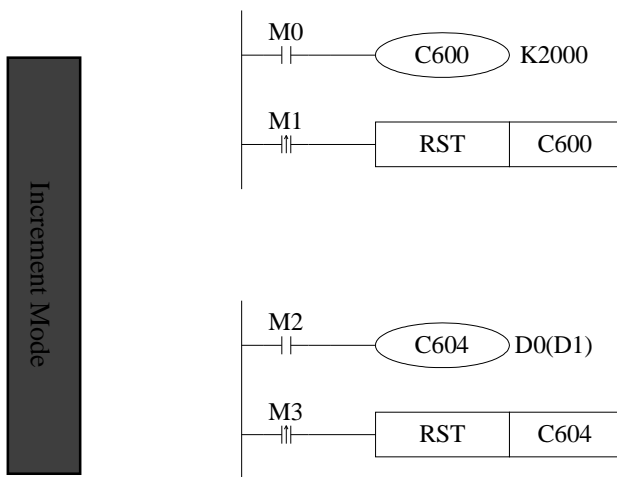 Increment Mode
M0
C600 K2000
M1
RST C600
M2
C604 D0(D1)
M3
RST C604